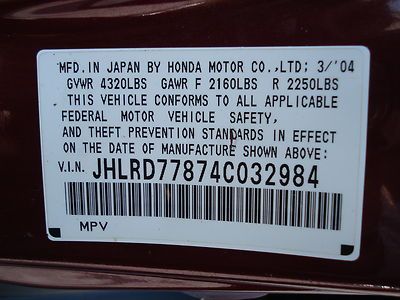 MFD. IN JAPAN BY HONDA MOTOR CO.,LTD; 3/'04
GVWR 4320LBS GAWR F 2160LBS R 2250LBS
THIS VEHICLE CONFORMS TO ALL APPLICABLE
FEDERAL MOTOR VEHICLE SAFETY,
AND THEFT PREVENTION STANDARDS IN EFFECT
ON THE DATE OF MANUFACTURE SHOWN ABOVE:
V.I.N. JHLRD77874C032984
MPV